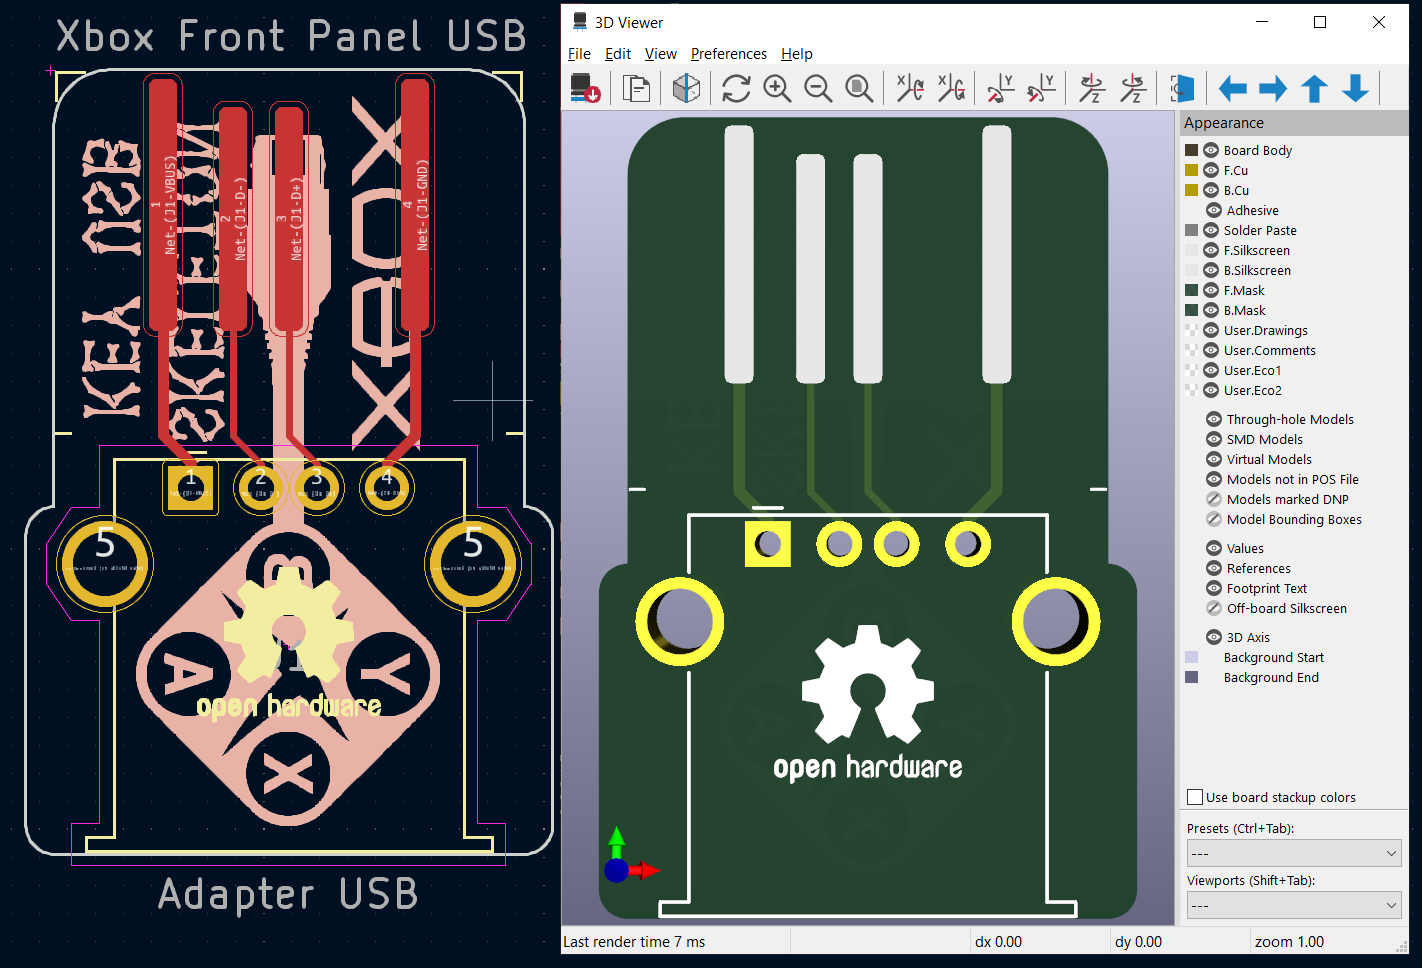 Xbox Front Panel USB
USB
KEY
SKELETON
XBOX
1
Net-(J1-VBUS)
2
Net-(J1-D-)
3
Net-(J1-D+)
4
Net-(J1-GND)
1
2
3
4
5
5
B
A
Y
X
open hardware
Adapter USB
3D Viewer
File Edit View Preferences Help
Appearance
Board Body
F.Cu
B.Cu
Adhesive
Solder Paste
F.Silkscreen
B.Silkscreen
F.Mask
B.Mask
User.Drawings
User.Comments
User.Eco1
User.Eco2
Through-hole Models
SMD Models
Virtual Models
Models not in POS File
Models marked DNP
Model Bounding Boxes
Values
References
Footprint Text
Off-board Silkscreen
3D Axis
Background Start
Background End
Use board stackup colors
Presets (Ctrl+Tab):
---
Viewports (Shift+Tab):
---
open hardware
Last render time 7 ms
dx 0.00
dy 0.00
zoom 1.00